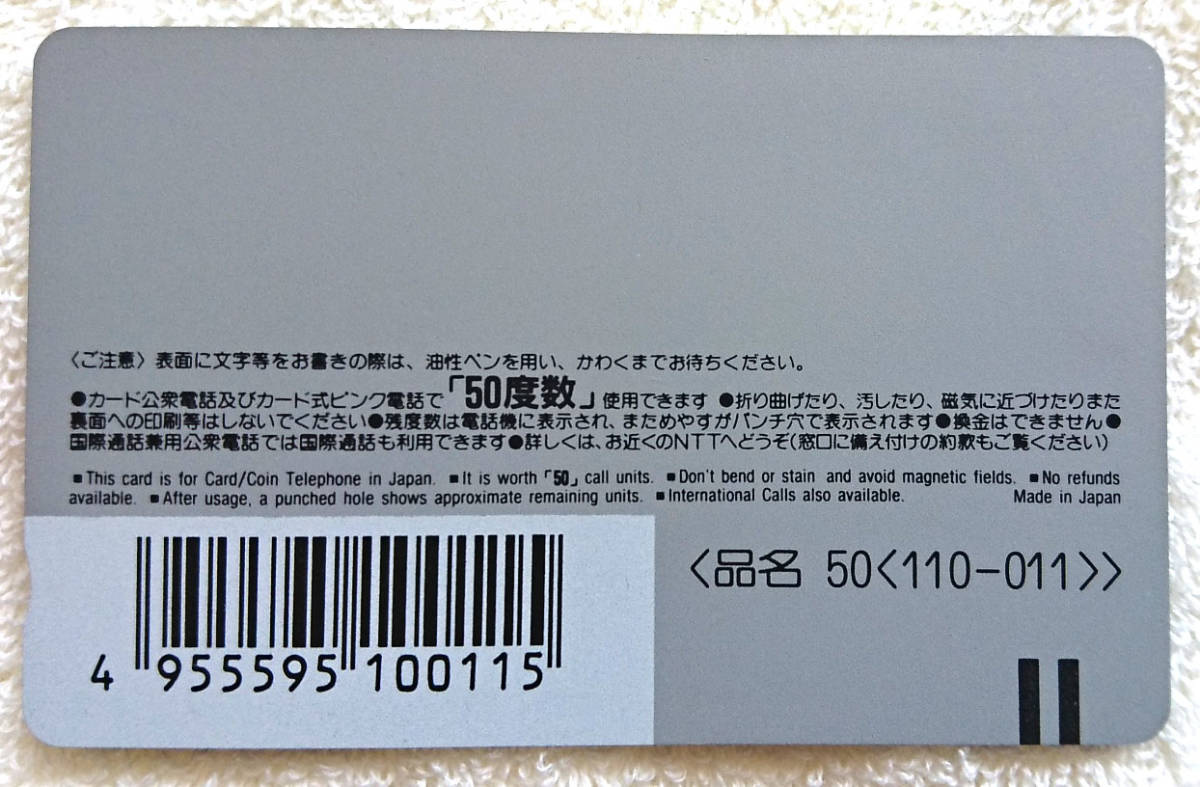 〈ご注意〉表面に文字等をお書きの際は、油性ペンを用い、かわくまでお待ちください。
●カード公衆電話及びカード式ピンク電話で「50度数」使用できます ●折り曲げたり、汚したり、磁気に近づけたりまた
裏面への印刷等はしないでください●残度数は電話機に表示され、まためやすがパンチ穴で表示されます●換金はできません●
国際通話兼用公衆電話では国際通話も利用できます●詳しくは、お近くのNTTへどうぞ(窓口に備え付けの約款もご覧ください)
■This card is for Card/Coin Telephone in Japan. ■It is worth「50」call units. ■Don't bend or stain and avoid magnetic fields. ■No refunds
available. ■After usage, a punched hole shows approximate remaining units. ■International Calls also available. Made in Japan
<品名 50<110-011>>
4 955595 100115